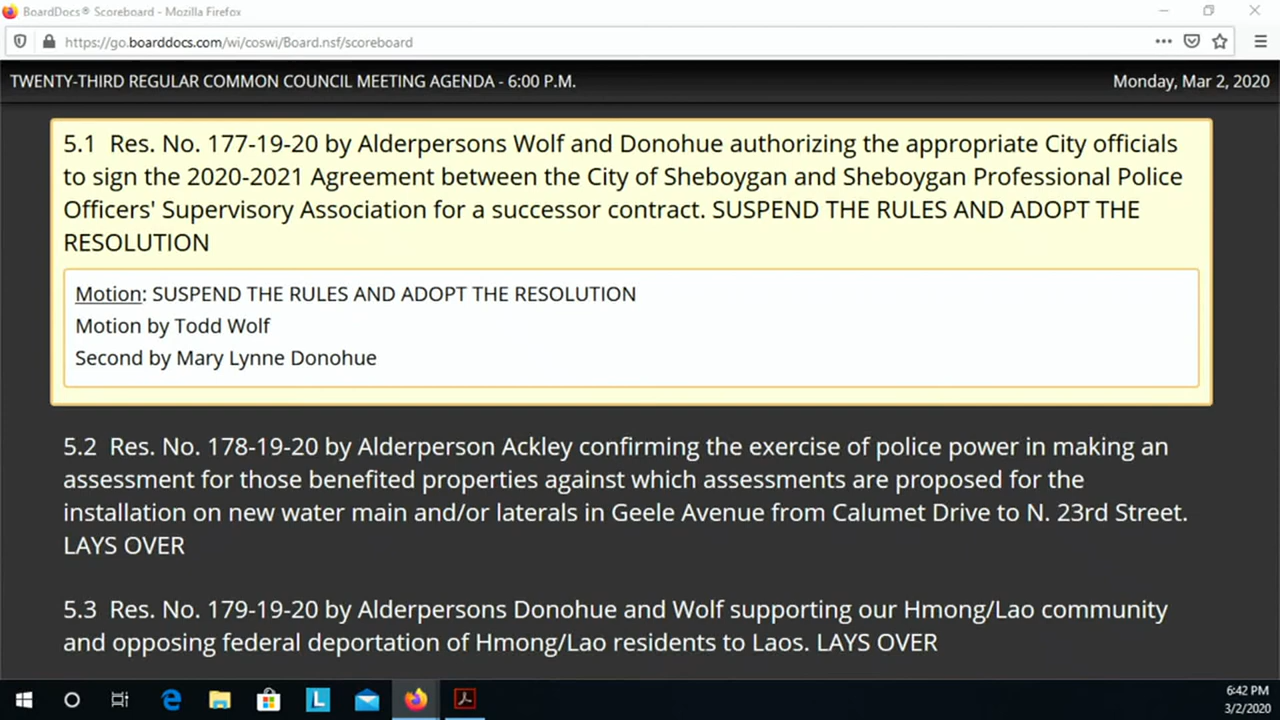 BoardDocs® Scoreboard - Mozilla Firefox
https://go.boarddocs.com/wi/coswi/Board.nsf/scoreboard
TWENTY-THIRD REGULAR COMMON COUNCIL MEETING AGENDA - 6:00 P.M.
Monday, Mar 2, 2020
5.1 Res. No. 177-19-20 by Alderpersons Wolf and Donohue authorizing the appropriate City officials
to sign the 2020-2021 Agreement between the City of Sheboygan and Sheboygan Professional Police
Officers' Supervisory Association for a successor contract. SUSPEND THE RULES AND ADOPT THE
RESOLUTION
Motion: SUSPEND THE RULES AND ADOPT THE RESOLUTION
Motion by Todd Wolf
Second by Mary Lynne Donohue
5.2 Res. No. 178-19-20 by Alderperson Ackley confirming the exercise of police power in making an
assessment for those benefited properties against which assessments are proposed for the
installation on new water main and/or laterals in Geele Avenue from Calumet Drive to N. 23rd Street.
LAYS OVER
5.3 Res. No. 179-19-20 by Alderpersons Donohue and Wolf supporting our Hmong/Lao community
and opposing federal deportation of Hmong/Lao residents to Laos. LAYS OVER
L
6:42 PM
3/2/2020